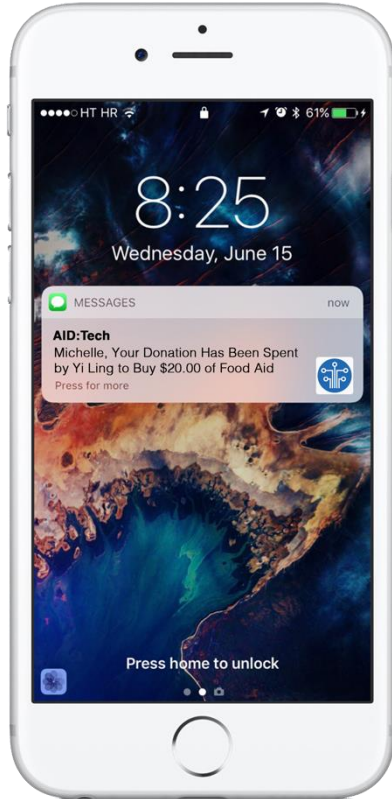 HT HR
61%
8:25
Wednesday, June 15
MESSAGES now
AID:Tech
Michelle, Your Donation Has Been Spent
by Yi Ling to Buy $20.00 of Food Aid
Press for more
Press home to unlock